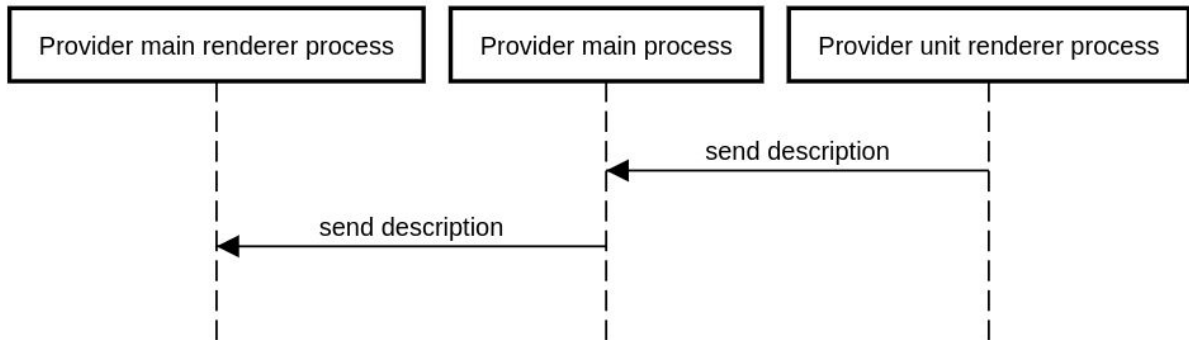 Provider main renderer process
Provider main process
Provider unit renderer process
send description
send description